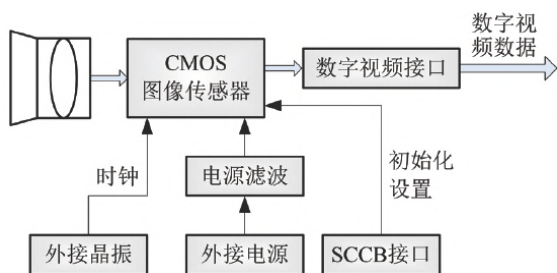 数字视
频数据
CMOS
图像传感器
数字视频接口
时钟
电源滤波
初始化
设置
外接晶振
外接电源
SCCB接口